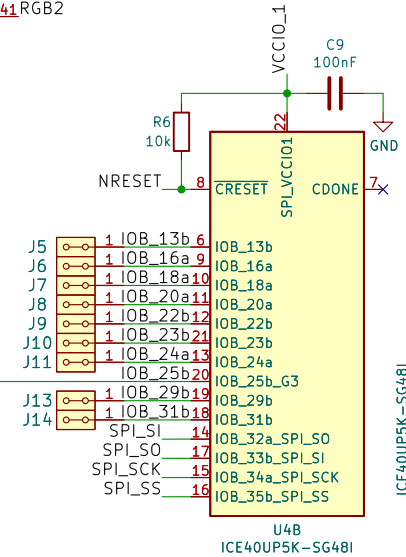 41 RGB2
VCCIO_1
C9
100nF
GND
R6
10k
22
SPI_VCCIO1
NRESET 8 CRESET CDONE 7
J5 1 IOB_13b 6 IOB_13b
J6 1 IOB_16a 9 IOB_16a
J7 1 IOB_18a 10 IOB_18a
J8 1 IOB_20a 11 IOB_20a
J9 1 IOB_22b 12 IOB_22b
J10 1 IOB_23b 21 IOB_23b
J11 1 IOB_24a 13 IOB_24a
IOB_25b 20 IOB_25b_G3
J13 1 IOB_29b 19 IOB_29b
J14 1 IOB_31b 18 IOB_31b
SPI_SI 14 IOB_32a_SPI_SO
SPI_SO 17 IOB_33b_SPI_SI
SPI_SCK 15 IOB_34a_SPI_SCK
SPI_SS 16 IOB_35b_SPI_SS
U4B
ICE40UP5K-SG48I
ICE40UP5K-SG48I